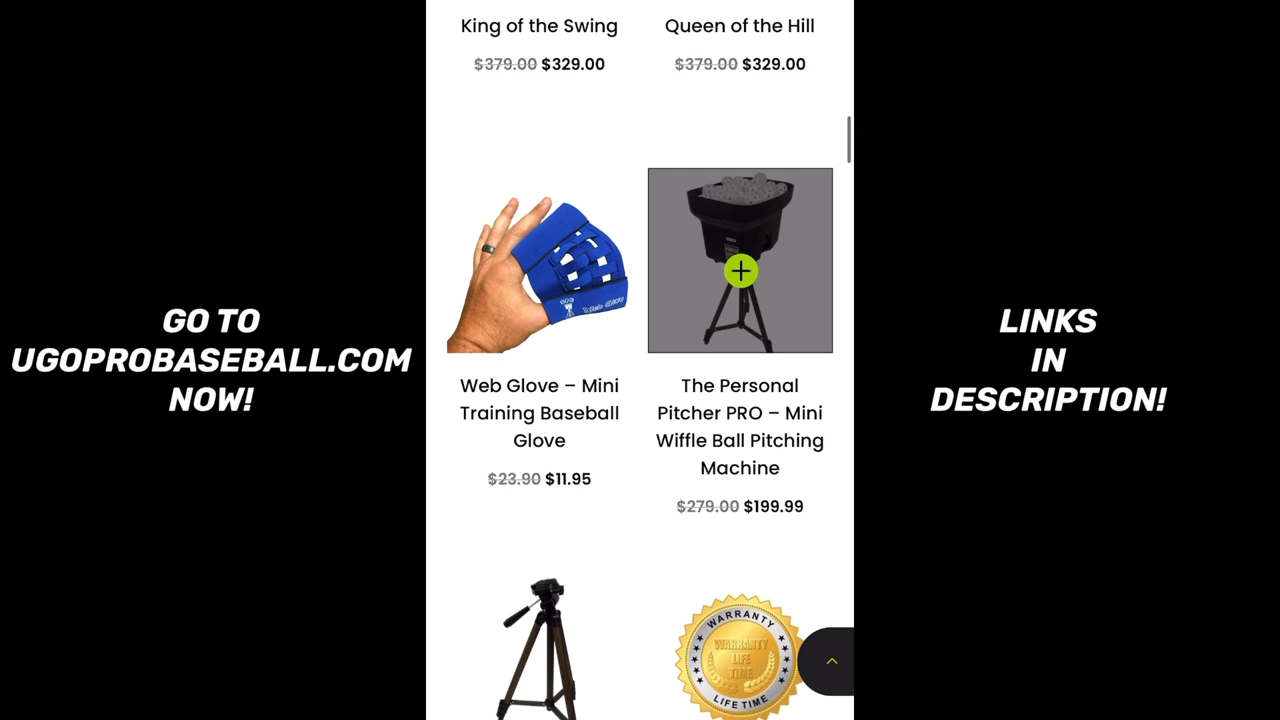 King of the Swing
$379.00 $329.00
Queen of the Hill
$379.00 $329.00
GO TO
UGOPROBASEBALL.COM
NOW!
Web Glove – Mini
Training Baseball
Glove
$23.90 $11.95
The Personal
Pitcher PRO – Mini
Wiffle Ball Pitching
Machine
$279.00 $199.99
WARRANTY
WARRANTY
LIFE
TIME
LIFE TIME
LINKS
IN
DESCRIPTION!